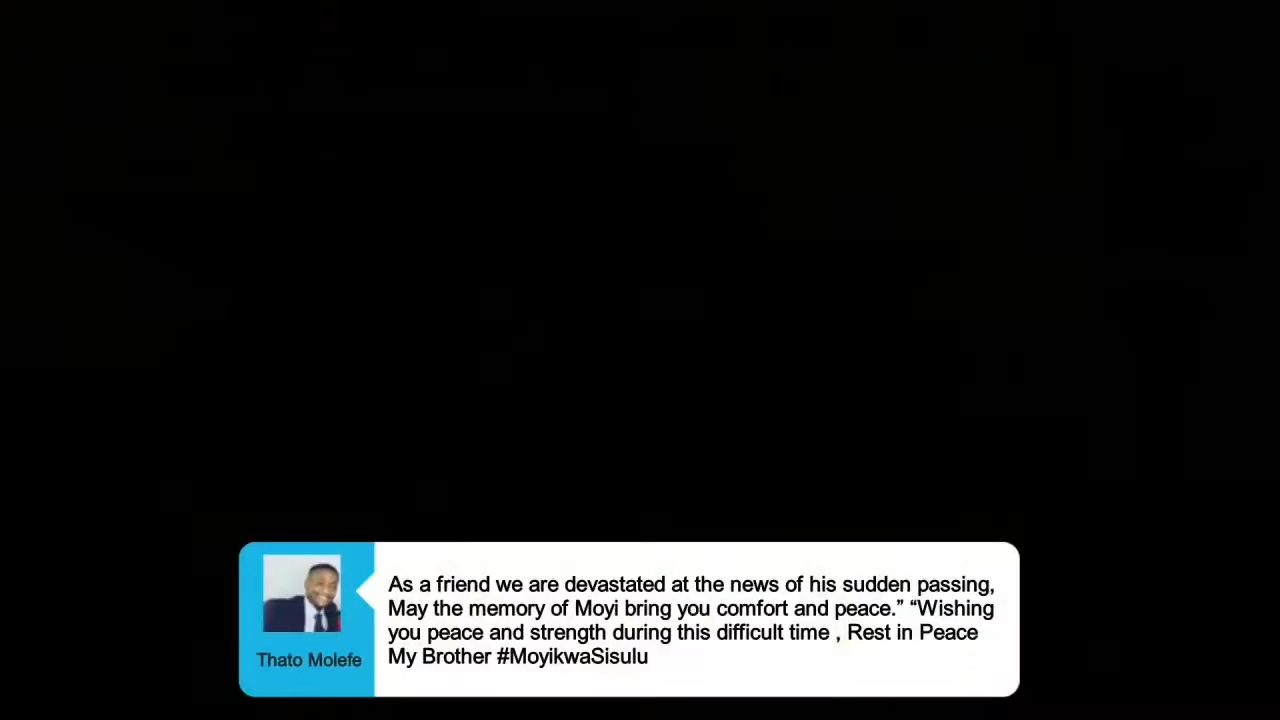 As a friend we are devastated at the news of his sudden passing,
May the memory of Moyi bring you comfort and peace.” “Wishing
you peace and strength during this difficult time , Rest in Peace
My Brother #MoyikwaSisulu
Thato Molefe